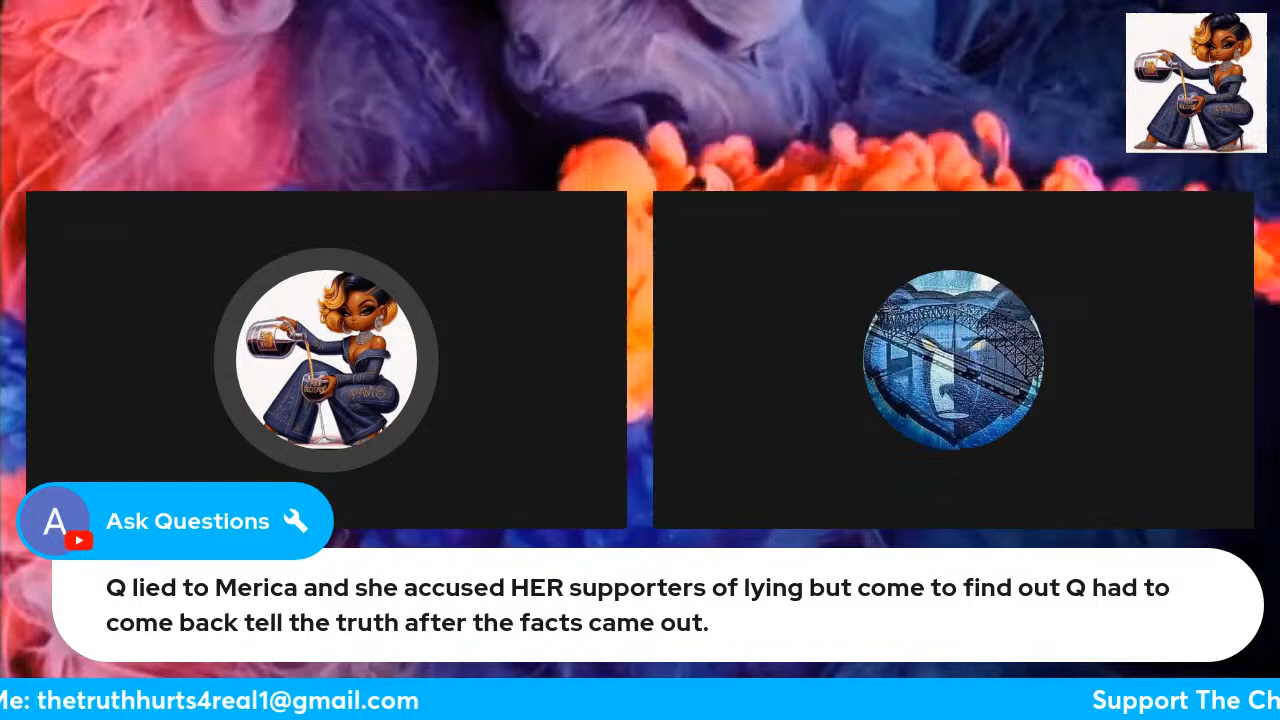 Ask Questions
Q lied to Merica and she accused HER supporters of lying but come to find out Q had to
come back tell the truth after the facts came out.
Me: thetruthhurts4real1@gmail.com
Support The Ch